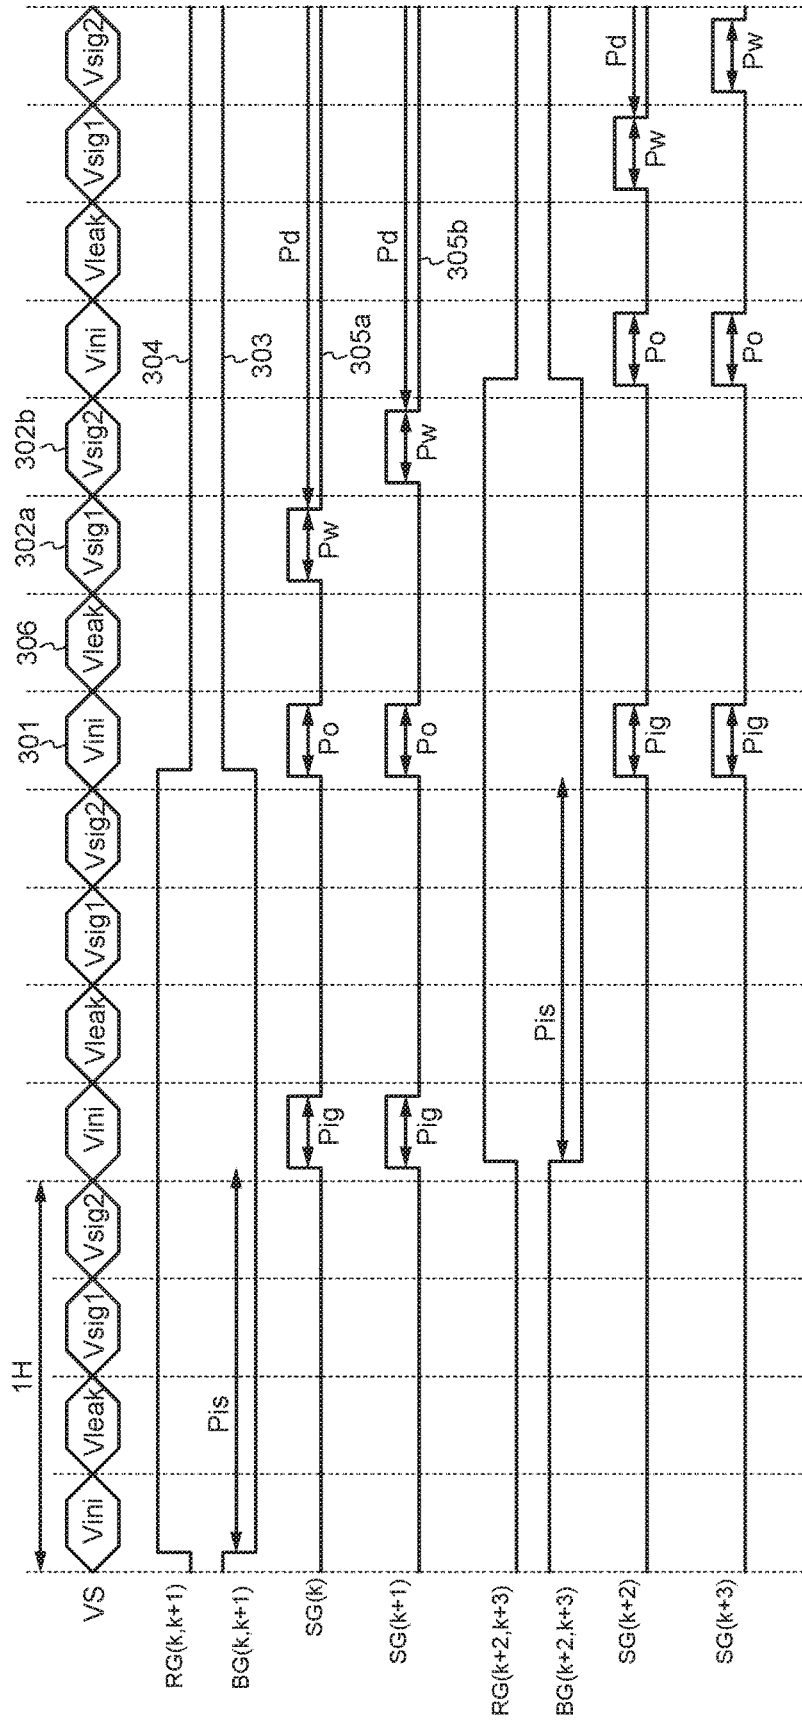 1H
301 306 302a 302b
VS Vini Vleak Vsig1 Vsig2 Vini Vleak Vsig1 Vsig2 Vini Vleak Vsig1 Vsig2 Vini Vleak Vsig1 Vsig2
RG(k,k+1) 304
BG(k,k+1) Pis 303
SG(k) Pig Po Pw Pd 305a
SG(k+1) Pig Po Pw Pd 305b
RG(k+2,k+3)
BG(k+2,k+3) Pis
SG(k+2) Pig Po Pw Pd
SG(k+3) Pig Po Pw